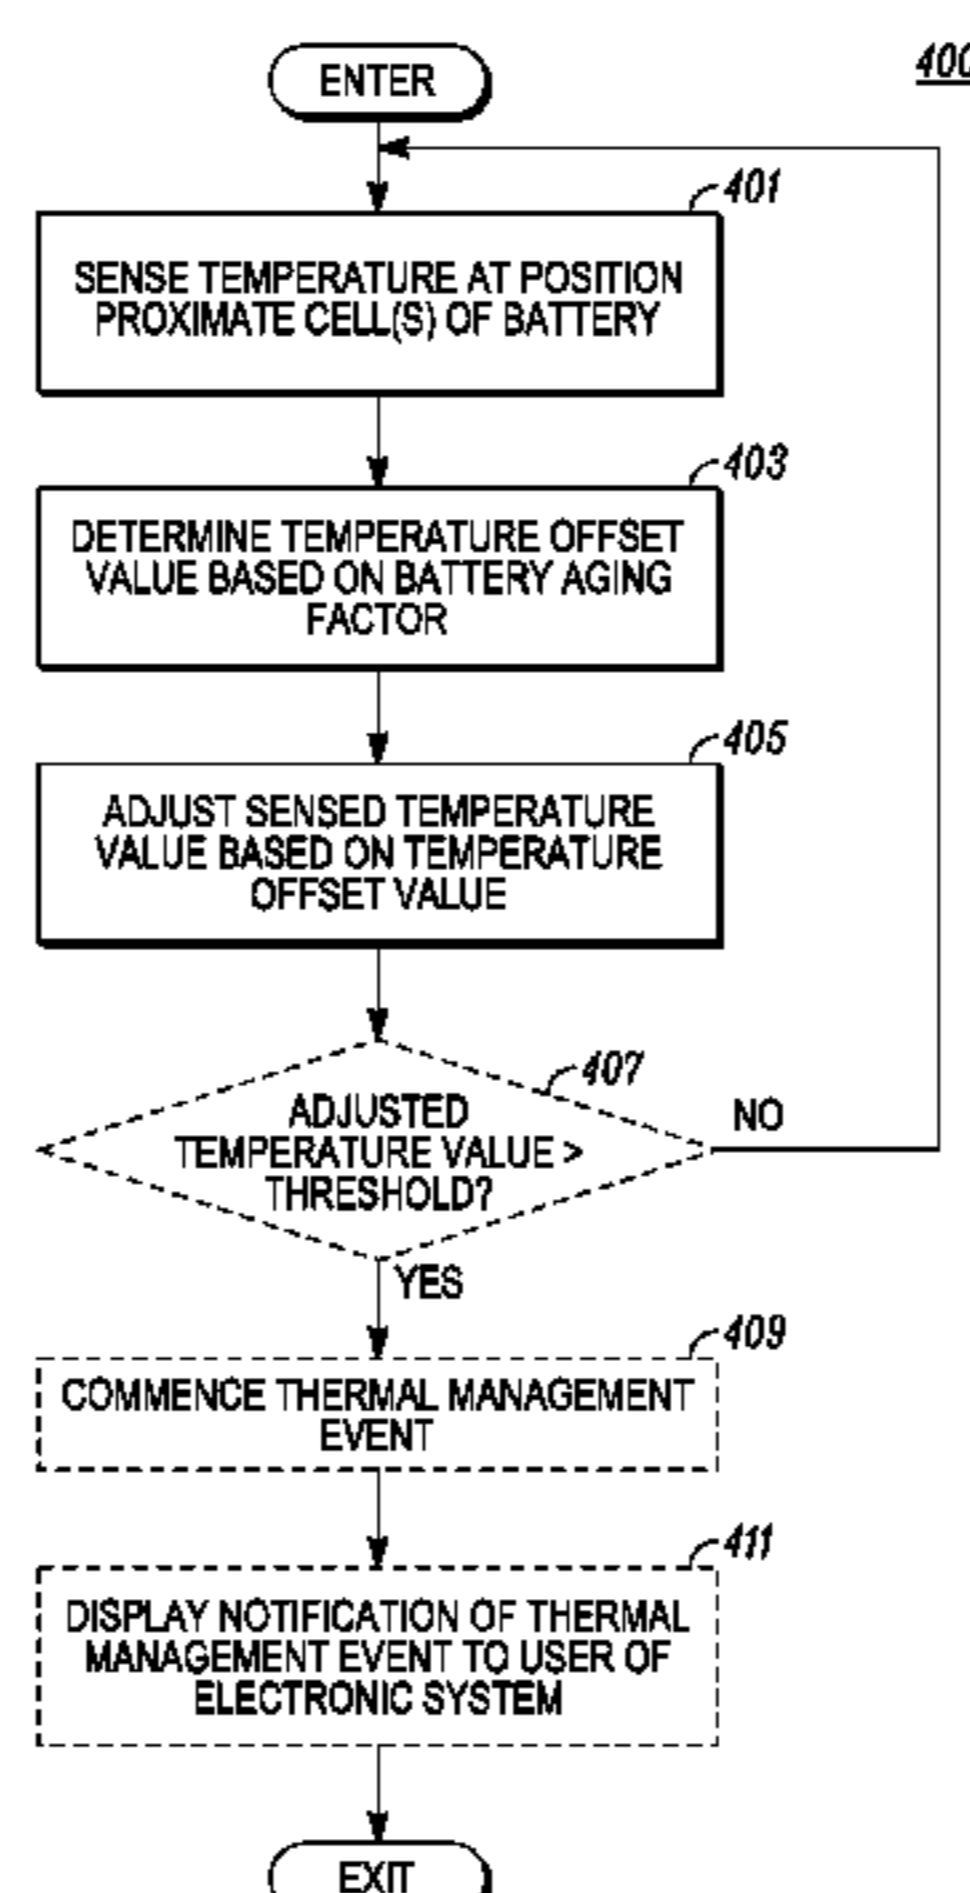 ENTER
400
401
SENSE TEMPERATURE AT POSITION
PROXIMATE CELL(S) OF BATTERY
403
DETERMINE TEMPERATURE OFFSET
VALUE BASED ON BATTERY AGING
FACTOR
405
ADJUST SENSED TEMPERATURE
VALUE BASED ON TEMPERATURE
OFFSET VALUE
407
ADJUSTED
TEMPERATURE VALUE >
THRESHOLD?
NO
YES
409
COMMENCE THERMAL MANAGEMENT
EVENT
411
DISPLAY NOTIFICATION OF THERMAL
MANAGEMENT EVENT TO USER OF
ELECTRONIC SYSTEM
EXIT